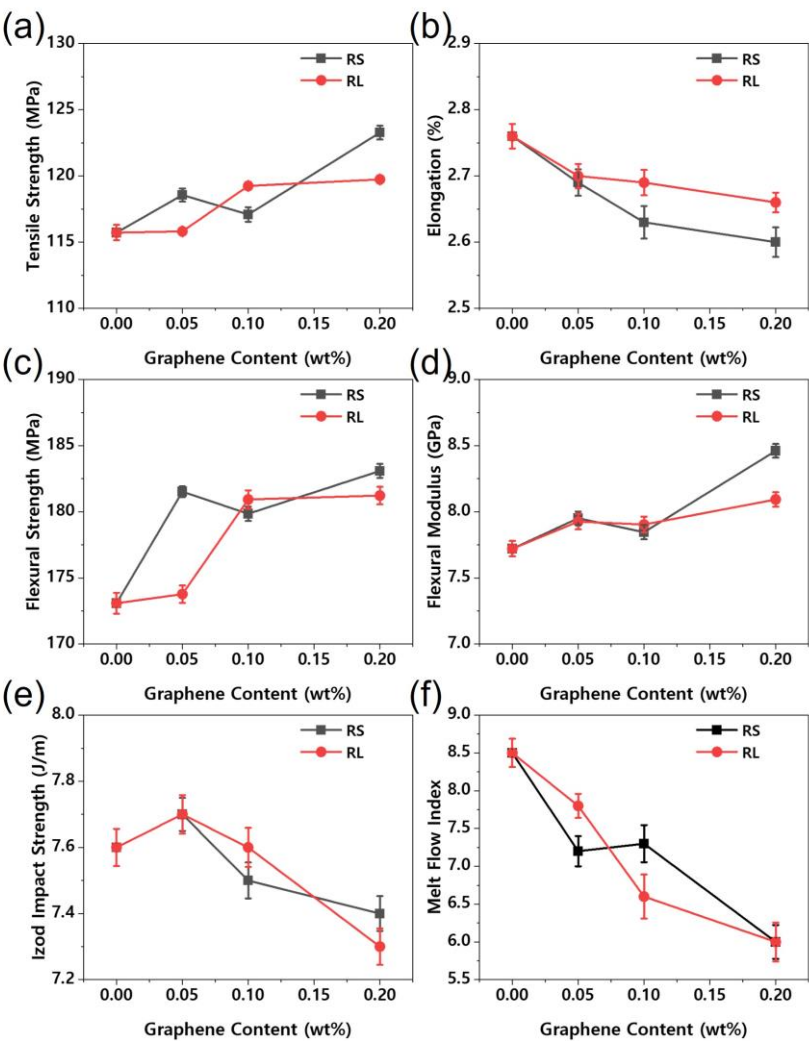 (a)
130
125
120
115
110
Tensile Strength (MPa)
RS
RL
0.00 0.05 0.10 0.15 0.20
Graphene Content (wt%)
(b)
2.9
2.8
2.7
2.6
2.5
Elongation (%)
RS
RL
0.00 0.05 0.10 0.15 0.20
Graphene Content (wt%)
(c)
190
185
180
175
170
Flexural Strength (MPa)
RS
RL
0.00 0.05 0.10 0.15 0.20
Graphene Content (wt%)
(d)
9.0
8.5
8.0
7.5
7.0
Flexural Modulus (GPa)
RS
RL
0.00 0.05 0.10 0.15 0.20
Graphene Content (wt%)
(e)
8.0
7.8
7.6
7.4
7.2
Izod Impact Strength (J/m)
RS
RL
0.00 0.05 0.10 0.15 0.20
Graphene Content (wt%)
(f)
9.0
8.5
8.0
7.5
7.0
6.5
6.0
5.5
Melt Flow Index
RS
RL
0.00 0.05 0.10 0.15 0.20
Graphene Content (wt%)